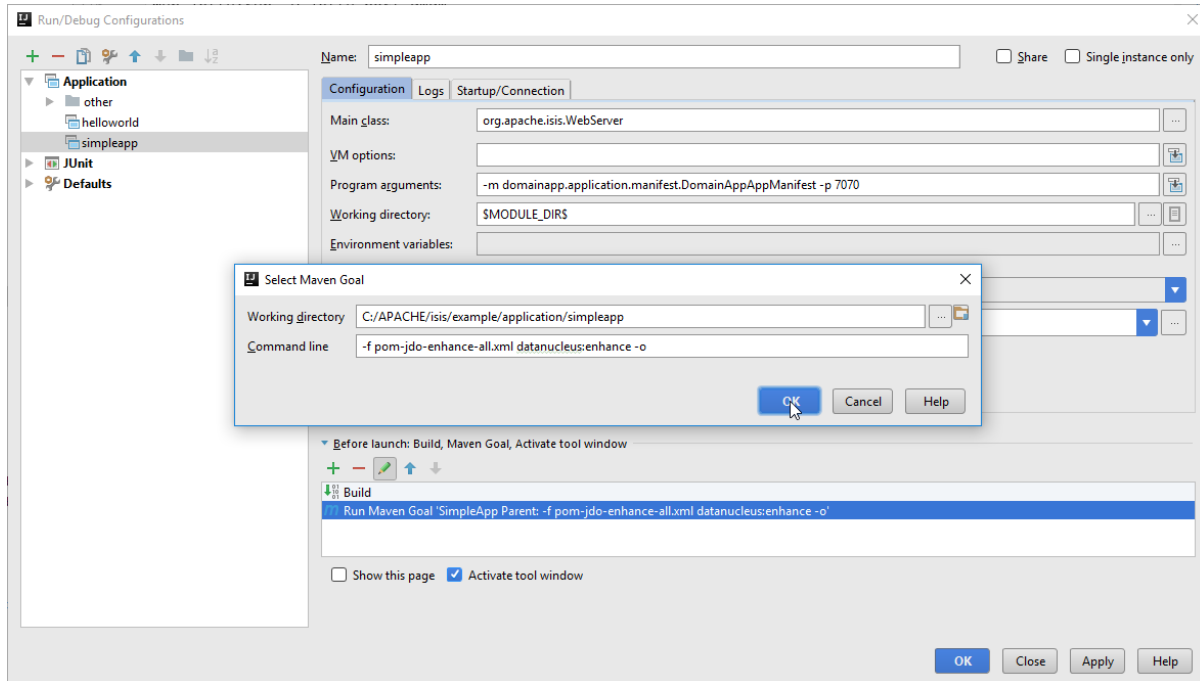 Run/Debug Configurations
Application
other
helloworld
simpleapp
JUnit
Defaults
Name: simpleapp
Share
Single instance only
Configuration Logs Startup/Connection
Main class: org.apache.isis.WebServer ...
VM options:
Program arguments: -m domainapp.application.manifest.DomainAppAppManifest -p 7070
Working directory: $MODULE_DIR$ ...
Environment variables: ...
...
Select Maven Goal
Working directory C:/APACHE/isis/example/application/simpleapp ...
Command line -f pom-jdo-enhance-all.xml datanucleus:enhance -o
OK Cancel Help
Before launch: Build, Maven Goal, Activate tool window
Build
Run Maven Goal 'SimpleApp Parent: -f pom-jdo-enhance-all.xml datanucleus:enhance -o'
Show this page Activate tool window
OK Close Apply Help